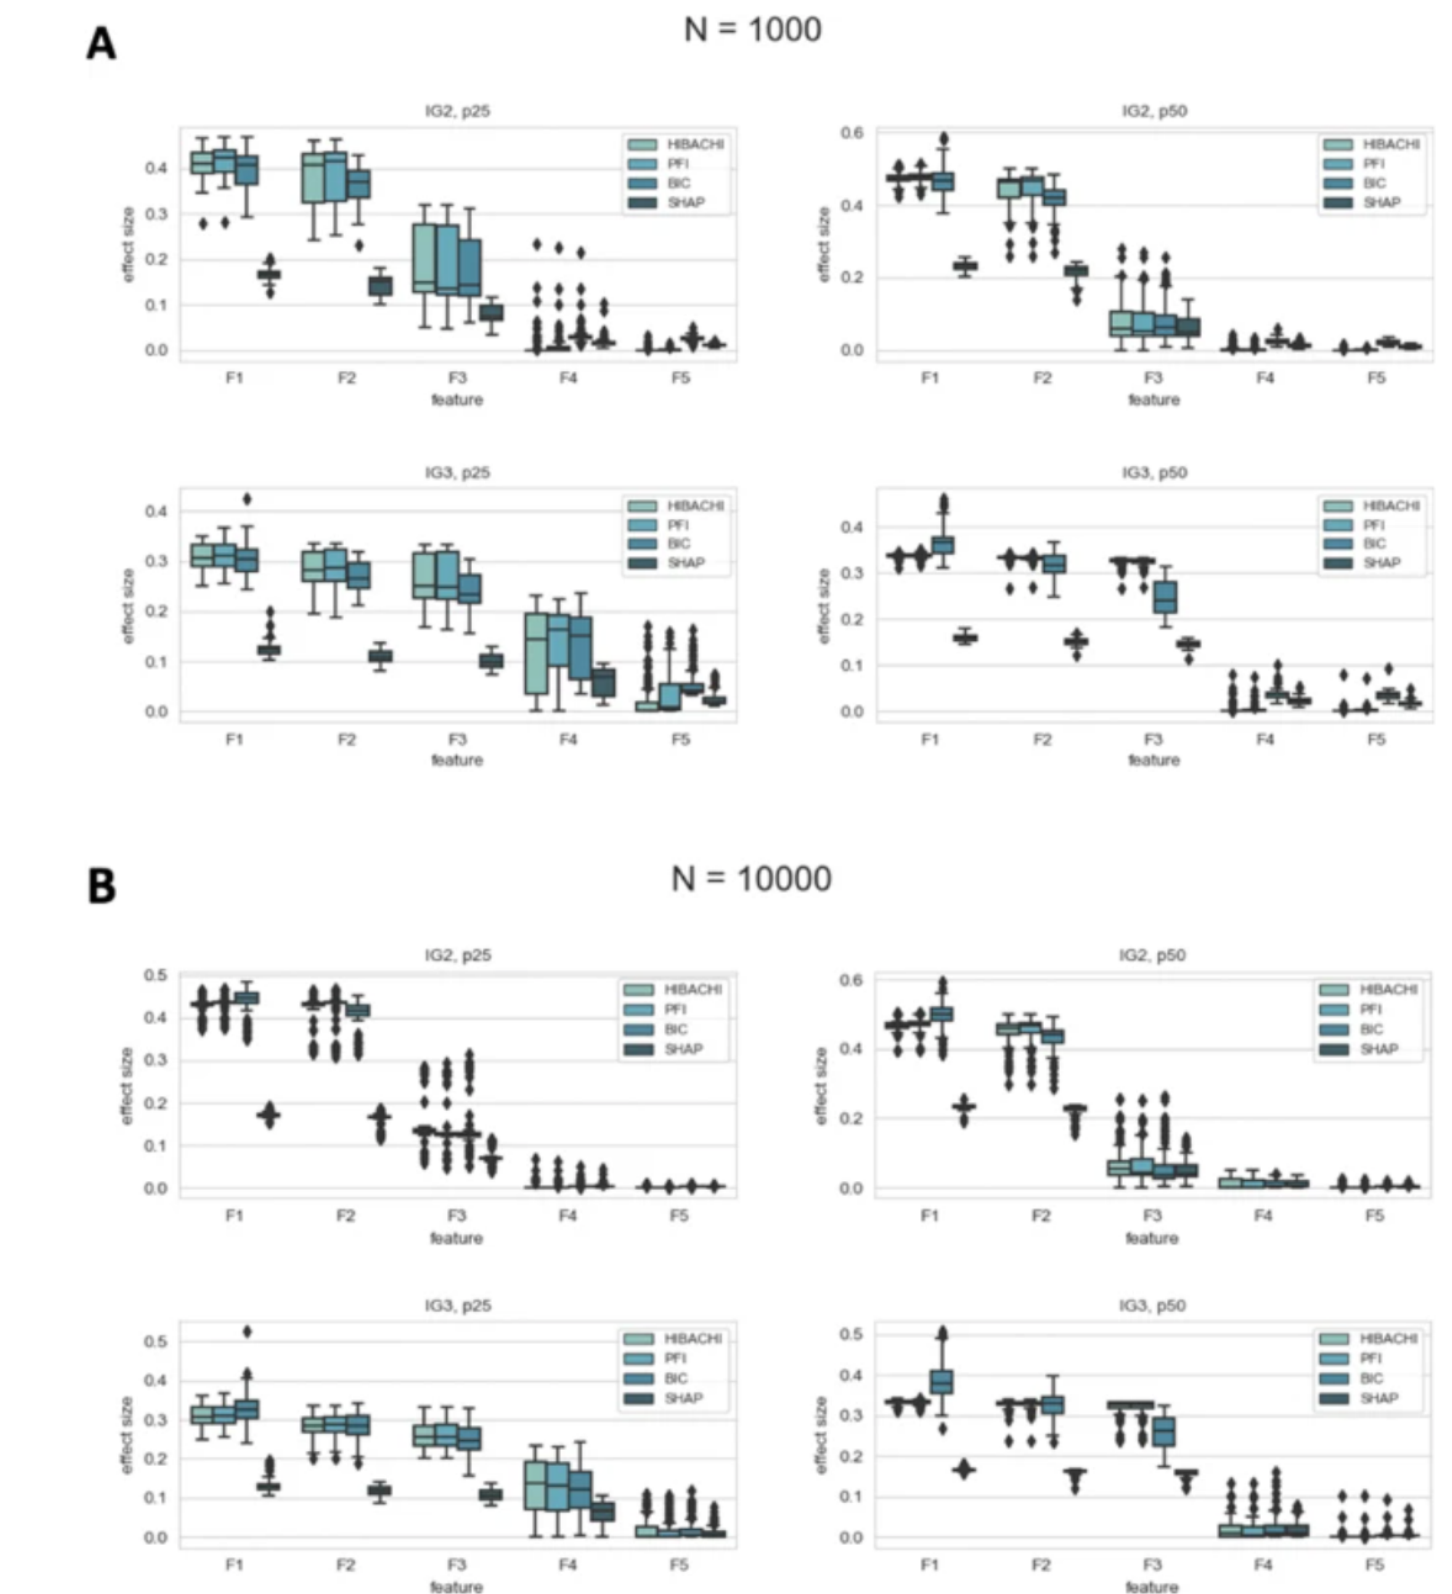 A
N = 1000
IG2, p25
effect size
0.4
0.3
0.2
0.1
0.0
HIBACHI
PFI
BIC
SHAP
F1 F2 F3 F4 F5
feature
IG2, p50
effect size
0.6
0.4
0.2
0.0
HIBACHI
PFI
BIC
SHAP
F1 F2 F3 F4 F5
feature
IG3, p25
effect size
0.4
0.3
0.2
0.1
0.0
HIBACHI
PFI
BIC
SHAP
F1 F2 F3 F4 F5
feature
IG3, p50
effect size
0.4
0.3
0.2
0.1
0.0
HIBACHI
PFI
BIC
SHAP
F1 F2 F3 F4 F5
feature
B
N = 10000
IG2, p25
effect size
0.5
0.4
0.3
0.2
0.1
0.0
HIBACHI
PFI
BIC
SHAP
F1 F2 F3 F4 F5
feature
IG2, p50
effect size
0.6
0.4
0.2
0.0
HIBACHI
PFI
BIC
SHAP
F1 F2 F3 F4 F5
feature
IG3, p25
effect size
0.5
0.4
0.3
0.2
0.1
0.0
HIBACHI
PFI
BIC
SHAP
F1 F2 F3 F4 F5
feature
IG3, p50
effect size
0.5
0.4
0.3
0.2
0.1
0.0
HIBACHI
PFI
BIC
SHAP
F1 F2 F3 F4 F5
feature